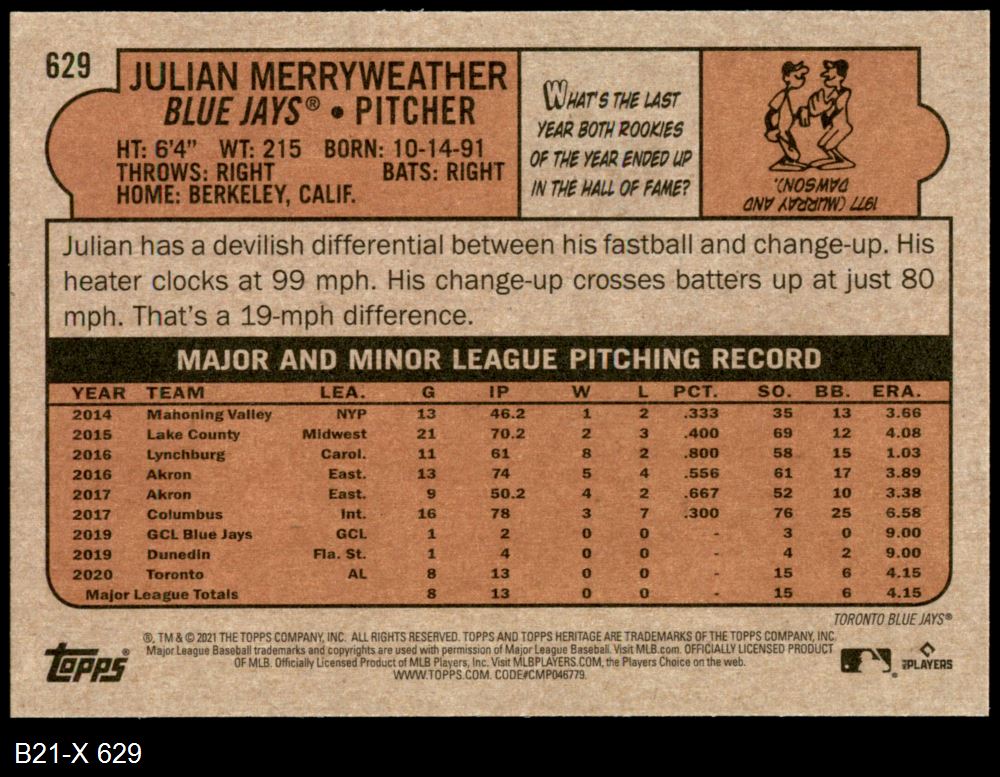 629
JULIAN MERRYWEATHER
BLUE JAYS® • PITCHER
HT: 6'4" WT: 215 BORN: 10-14-91
THROWS: RIGHT BATS: RIGHT
HOME: BERKELEY, CALIF.
WHAT'S THE LAST
YEAR BOTH ROOKIES
OF THE YEAR ENDED UP
IN THE HALL OF FAME?
1977 (MURRAY AND
DAWSON).
Julian has a devilish differential between his fastball and change-up. His
heater clocks at 99 mph. His change-up crosses batters up at just 80
mph. That's a 19-mph difference.
MAJOR AND MINOR LEAGUE PITCHING RECORD
YEAR TEAM LEA. G IP W L PCT. SO. BB. ERA.
2014 Mahoning Valley NYP 13 46.2 1 2 .333 35 13 3.66
2015 Lake County Midwest 21 70.2 2 3 .400 69 12 4.08
2016 Lynchburg Carol. 11 61 8 2 .800 58 15 1.03
2016 Akron East. 13 74 5 4 .556 61 17 3.89
2017 Akron East. 9 50.2 4 2 .667 52 10 3.38
2017 Columbus Int. 16 78 3 7 .300 76 25 6.58
2019 GCL Blue Jays GCL 1 2 0 0 - 3 0 9.00
2019 Dunedin Fla. St. 1 4 0 0 - 4 2 9.00
2020 Toronto AL 8 13 0 0 - 15 6 4.15
Major League Totals 8 13 0 0 - 15 6 4.15
TORONTO BLUE JAYS®
®, TM & © 2021 THE TOPPS COMPANY, INC. ALL RIGHTS RESERVED. TOPPS AND TOPPS HERITAGE ARE TRADEMARKS OF THE TOPPS COMPANY, INC.
Major League Baseball trademarks and copyrights are used with permission of Major League Baseball. Visit MLB.com. OFFICIALLY LICENSED PRODUCT
OF MLB. Officially Licensed Product of MLB Players, Inc. Visit MLBPLAYERS.COM, the Players Choice on the web.
WWW.TOPPS.COM. CODE#CMP046779.
Topps®
MLBPLAYERS
B21-X 629